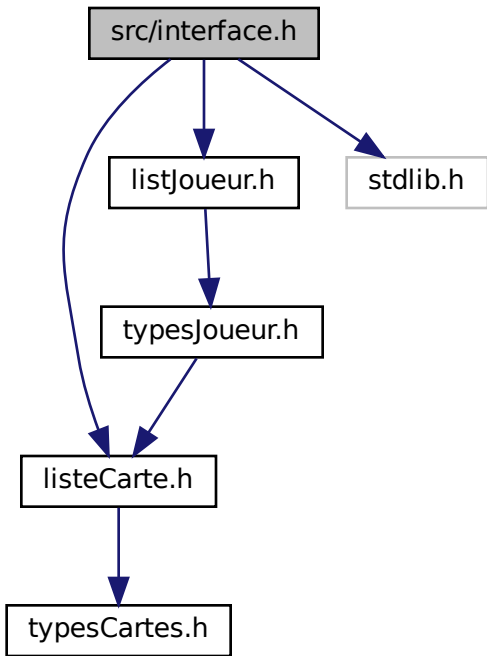 src/interface.h
listJoueur.h
stdlib.h
typesJoueur.h
listeCarte.h
typesCartes.h